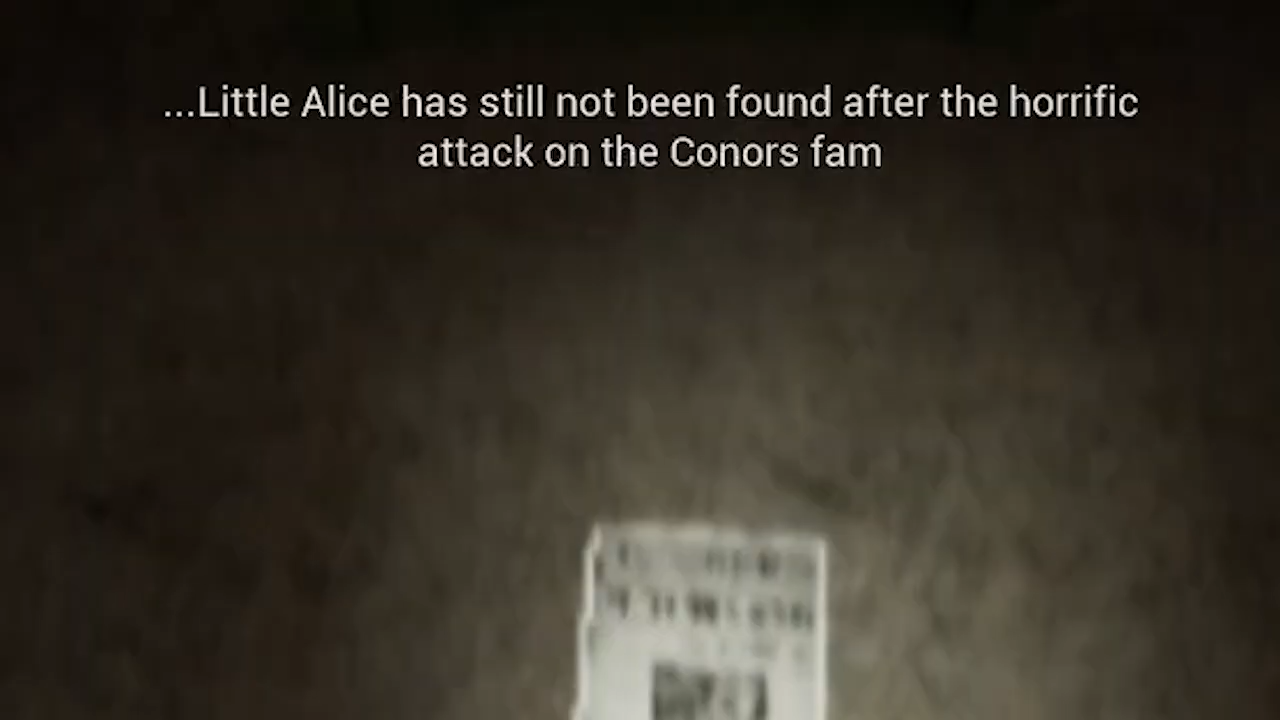 ...Little Alice has still not been found after the horrific
attack on the Conors fam